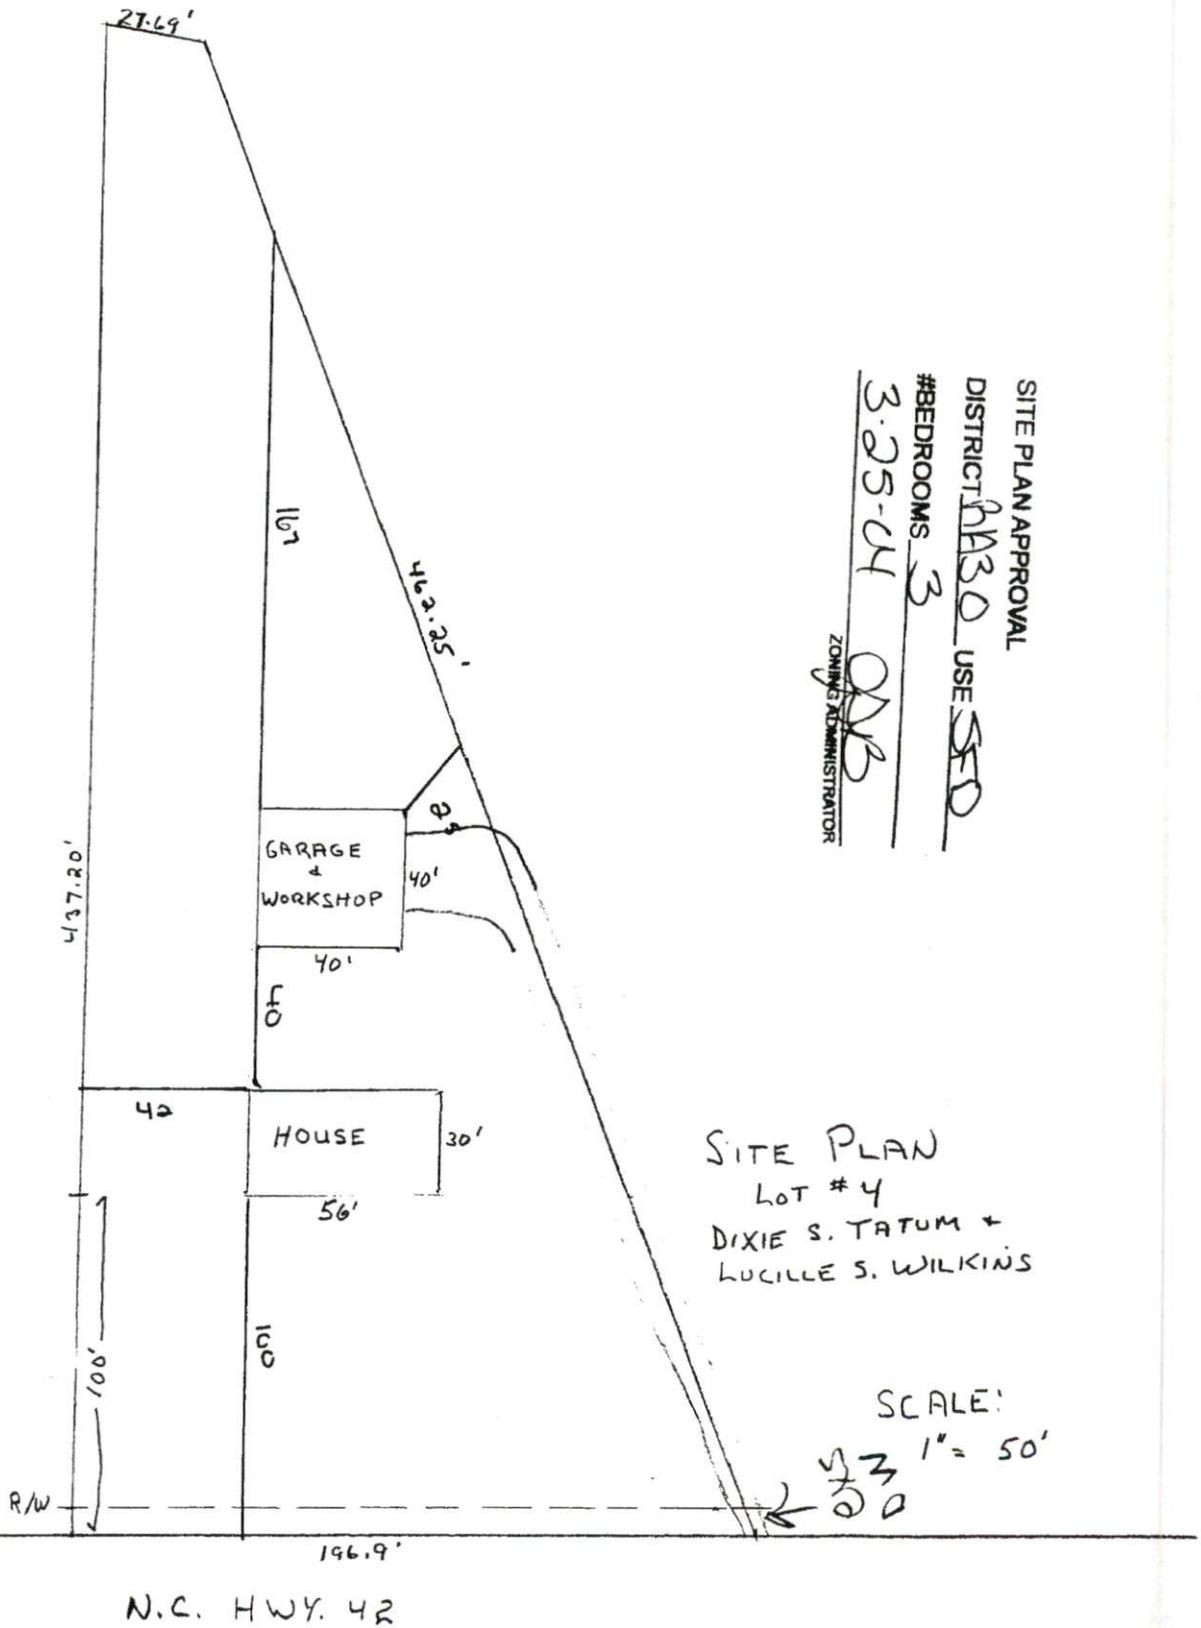 27.69'
167
462.25'
437.20'
25
GARAGE
&
WORKSHOP
40'
40'
40
42
HOUSE
30'
56'
100
100'
R/W
196.9'
N.C. HWY. 42
SITE PLAN APPROVAL
DISTRICT RA30 USE SFD
#BEDROOMS 3
3-25-04
ZONING ADMINISTRATOR
SITE PLAN
LOT #4
DIXIE S. TATUM &
LUCILLE S. WILKINS
SCALE:
1" = 50'